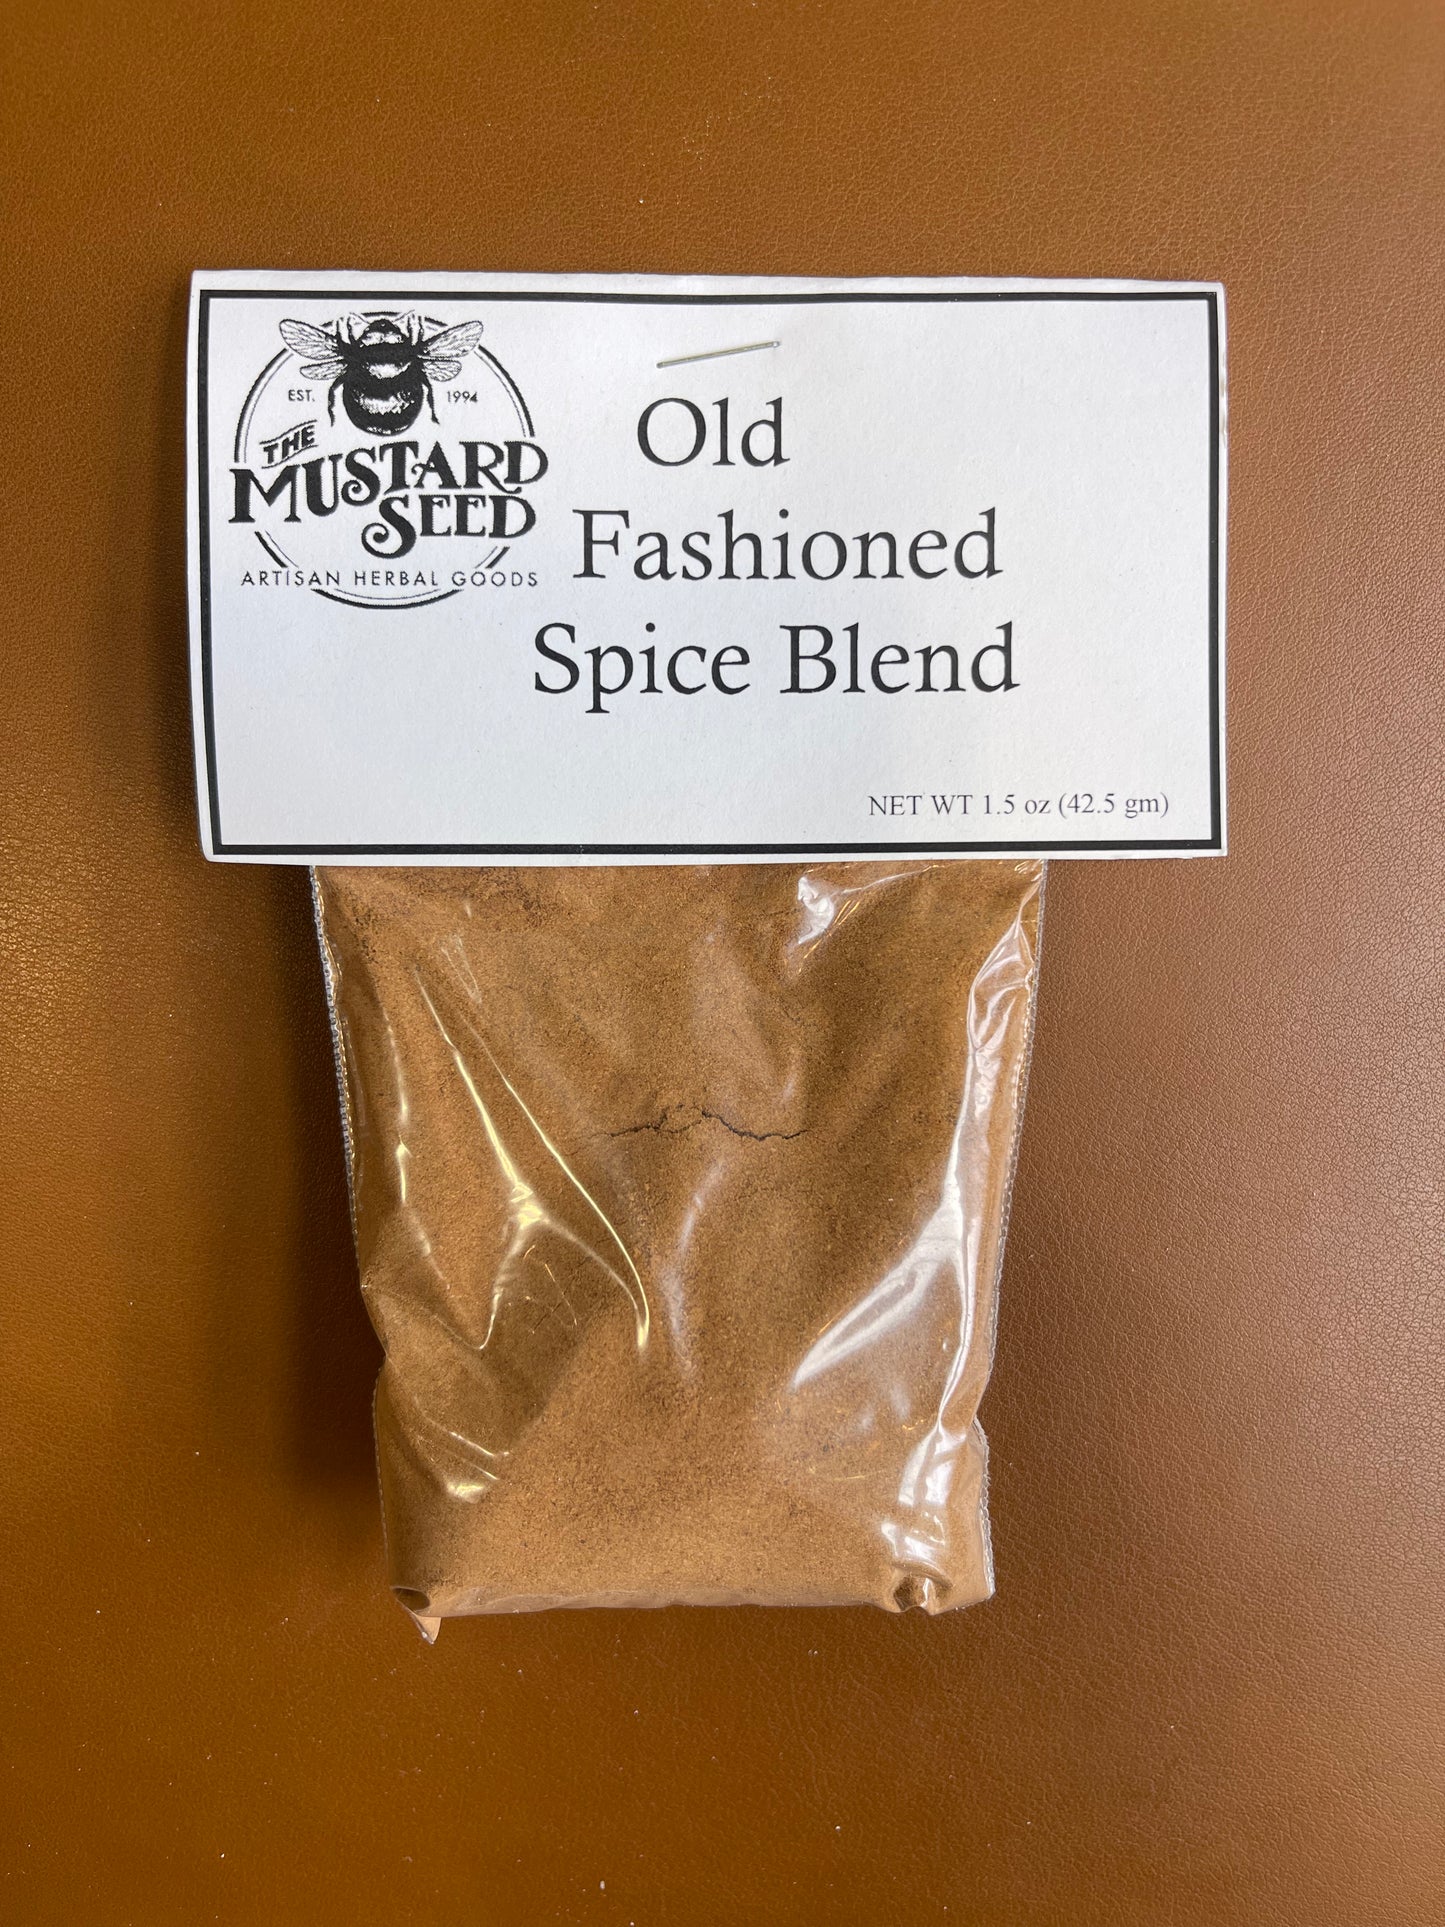 EST. 1994
THE
MUSTARD
SEED
ARTISAN HERBAL GOODS
Old
Fashioned
Spice Blend
NET WT 1.5 oz (42.5 gm)